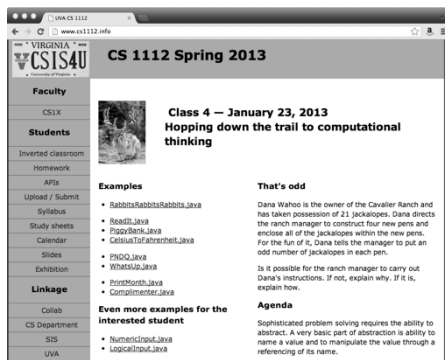 UVA CS 1112
www.cs1112.info
VIRGINIA
CSIS4U
University of Virginia
CS 1112 Spring 2013
Faculty
CS1X
Students
Inverted classroom
Homework
APIs
Upload / Submit
Syllabus
Study sheets
Calendar
Slides
Exhibition
Linkage
Collab
CS Department
SIS
UVA
Class 4 — January 23, 2013
Hopping down the trail to computational
thinking
Examples
• RabbitsRabbitsRabbits.java
• ReadIt.java
• PiggyBank.java
• CelsiusToFahrenheit.java
• PNDQ.java
• WhatsUp.java
• PrintMonth.java
• Complimenter.java
Even more examples for the
interested student
• NumericInput.java
• LogicalInput.java
That's odd
Dana Wahoo is the owner of the Cavalier Ranch and
has taken possession of 21 jackalopes. Dana directs
the ranch manager to construct four new pens and
enclose all of the jackalopes within the new pens.
For the fun of it, Dana tells the manager to put an
odd number of jackalopes in each pen.
Is it possible for the ranch manager to carry out
Dana's instructions. If not, explain why. If it is,
explain how.
Agenda
Sophisticated problem solving requires the ability to
abstract. A very basic part of abstraction is ability to
name a value and to manipulate the value through a
referencing of its name.